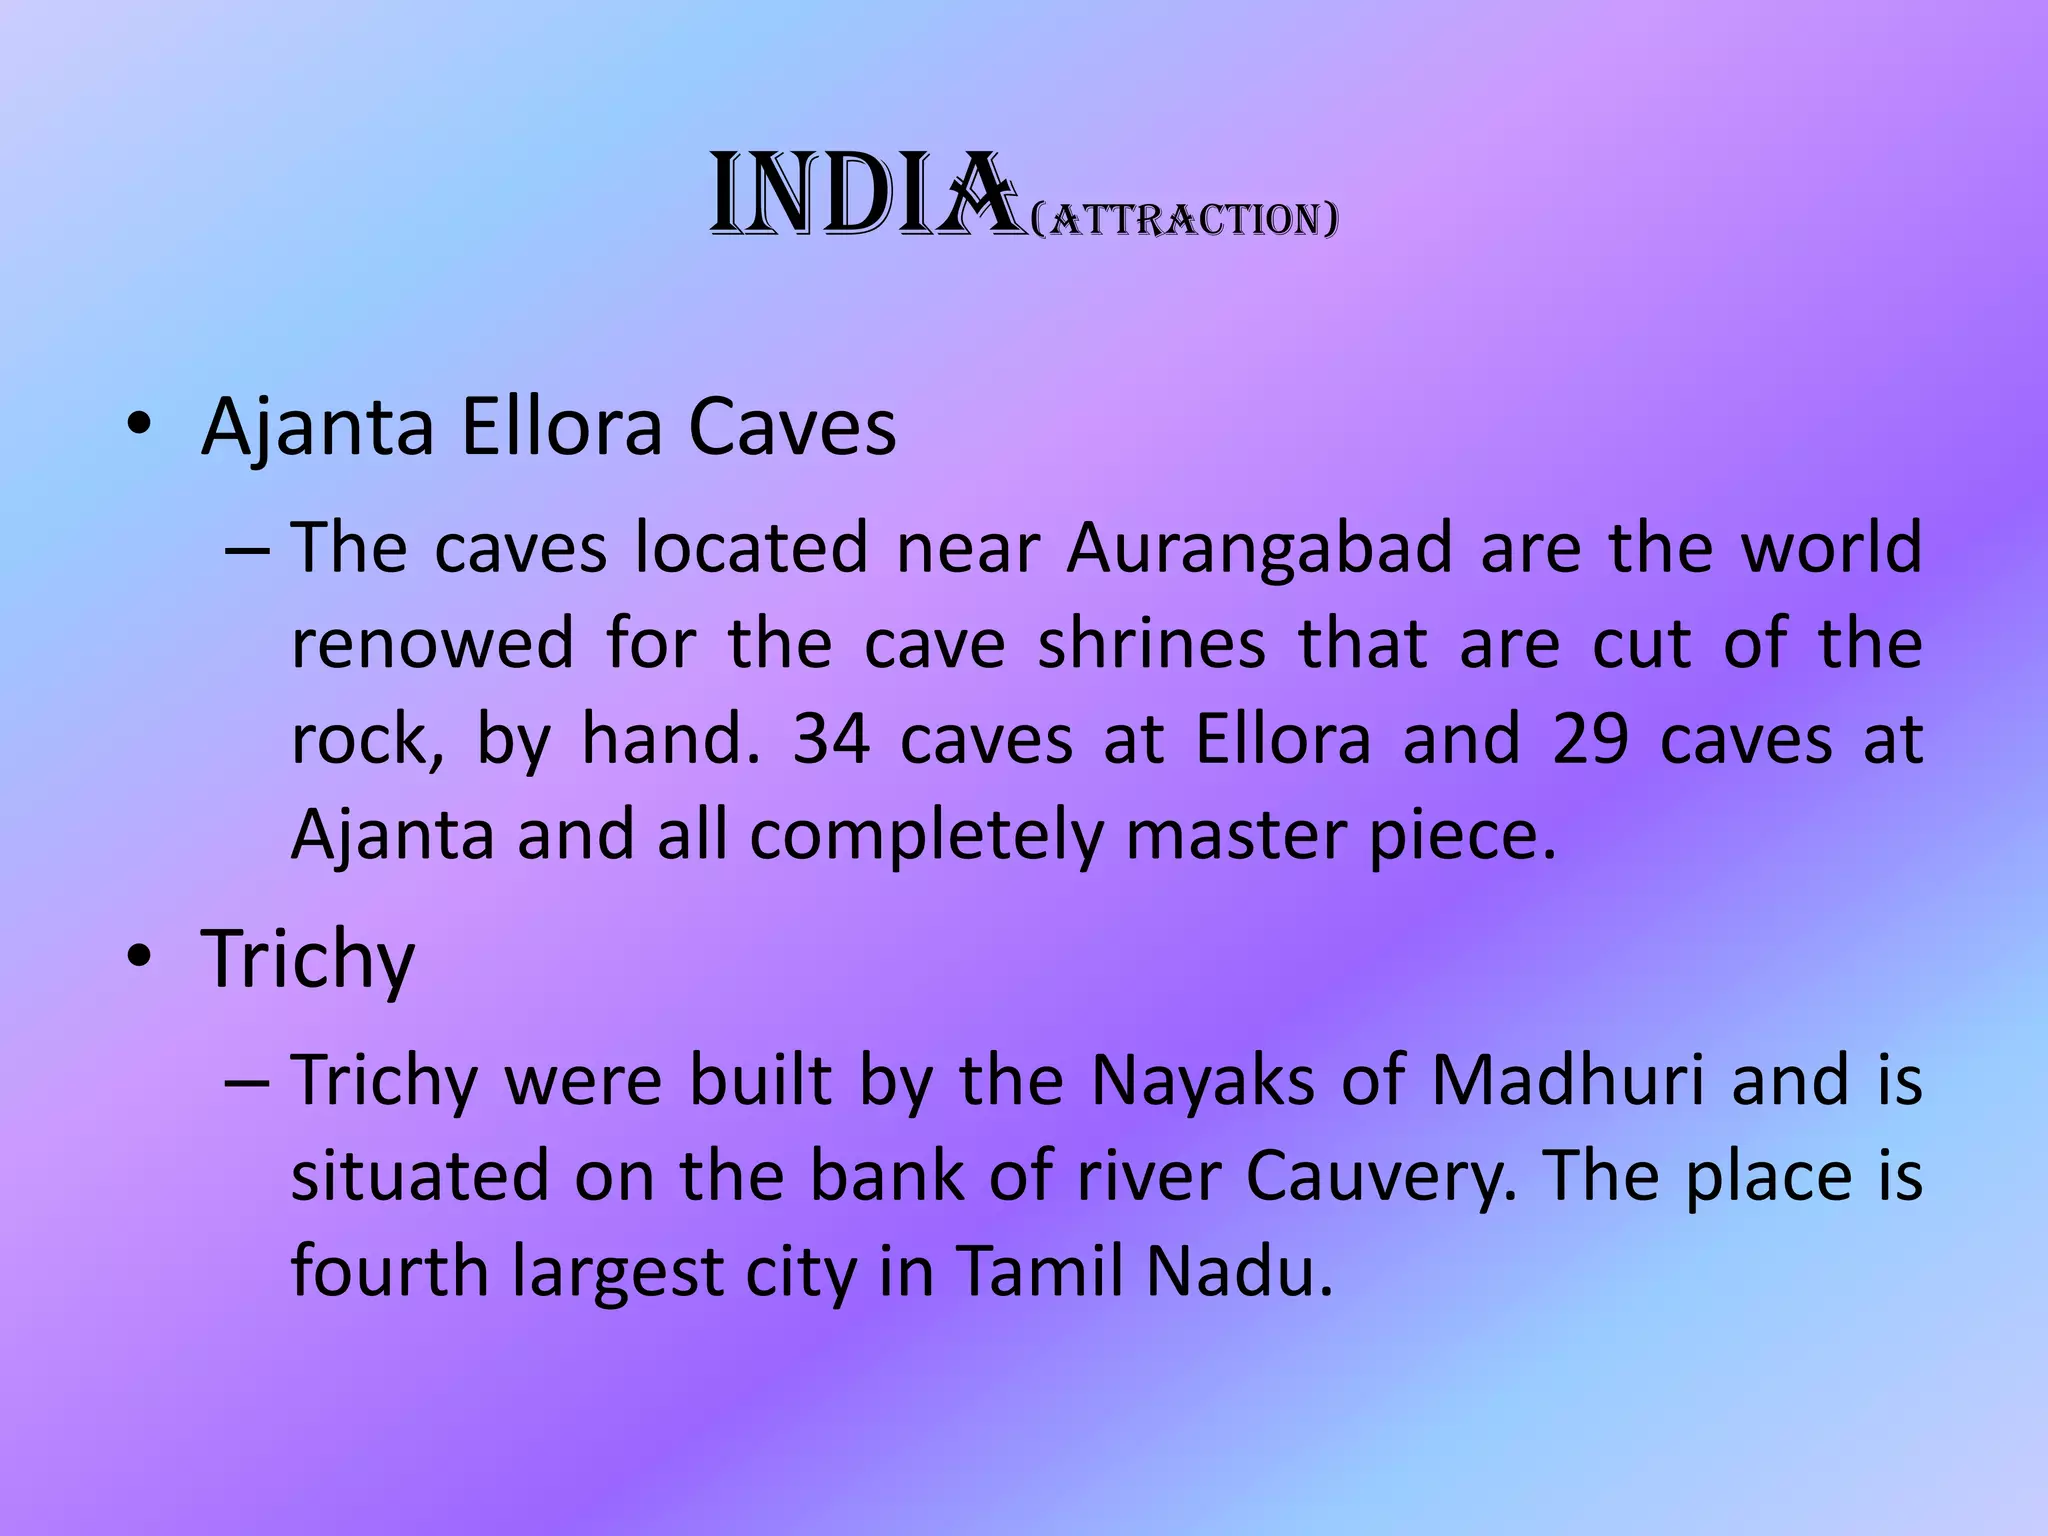 INDIA(ATTRACTION)
• Ajanta Ellora Caves
– The caves located near Aurangabad are the world
renowed for the cave shrines that are cut of the
rock, by hand. 34 caves at Ellora and 29 caves at
Ajanta and all completely master piece.
• Trichy
– Trichy were built by the Nayaks of Madhuri and is
situated on the bank of river Cauvery. The place is
fourth largest city in Tamil Nadu.